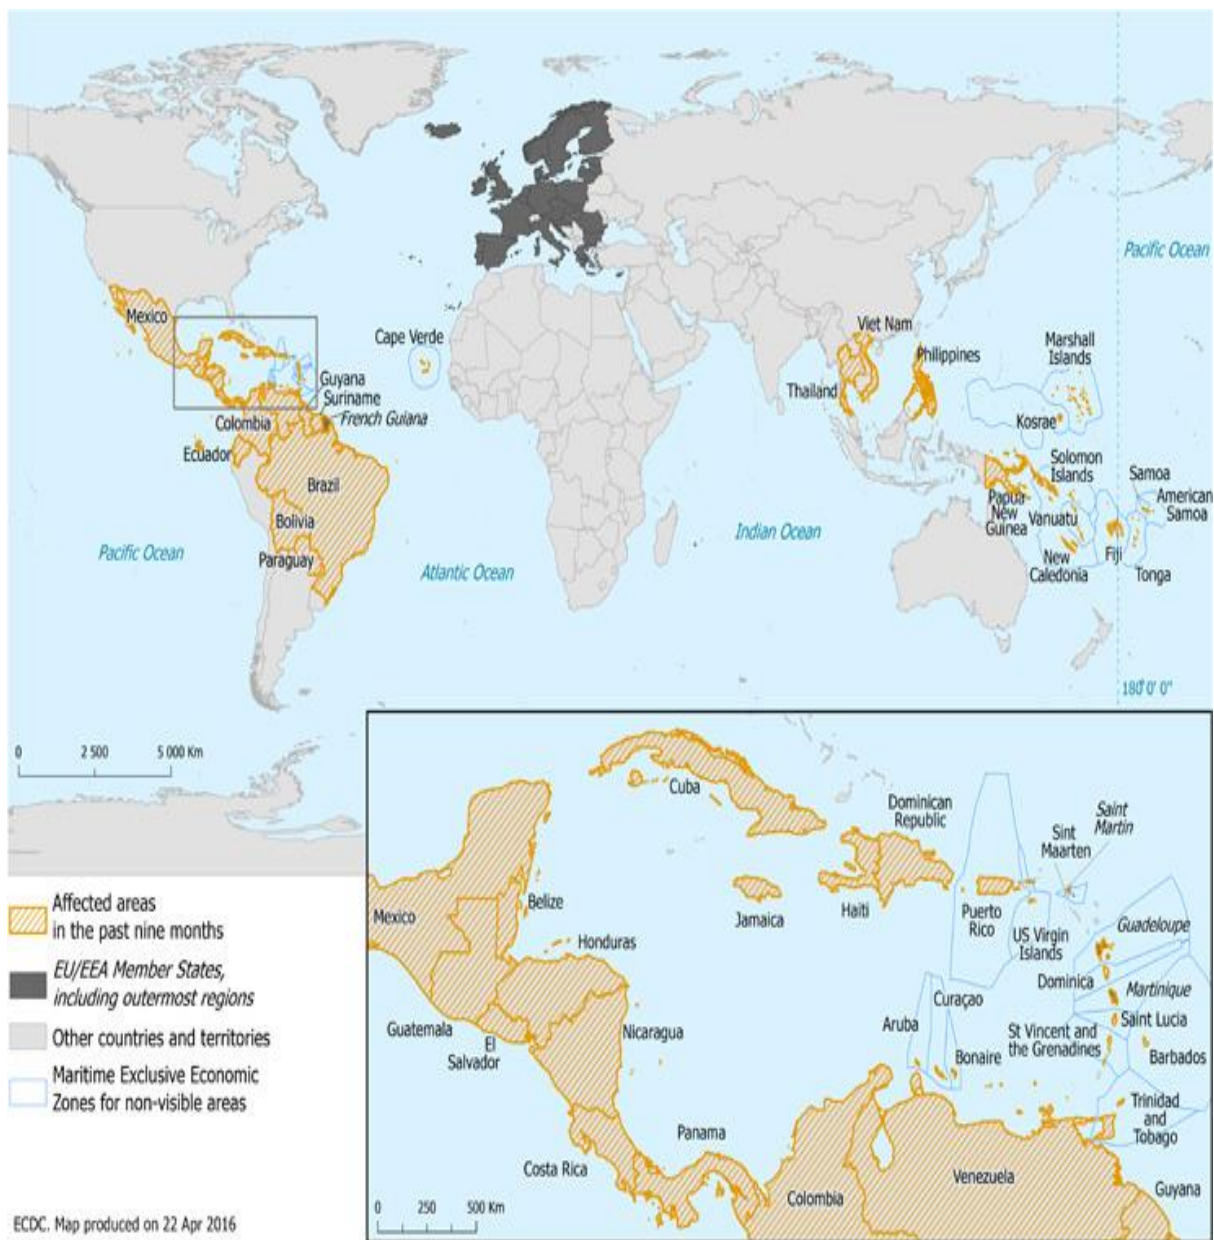 Pacific Ocean
Mexico
Cape Verde
Viet Nam
Philippines
Marshall
Islands
Thailand
Guyana
Suriname
French Guiana
Colombia
Kosrae
Ecuador
Solomon
Islands
Samoa
American
Samoa
Brazil
Papua
New
Guinea
Vanuatu
Bolivia
Indian Ocean
Pacific Ocean
Paraguay
Atlantic Ocean
New
Caledonia
Fiji
Tonga
180° 0' 0"
0 2 500 5 000 Km
Cuba
Dominican
Republic
Saint
Martin
Sint
Maarten
Mexico
Belize
Jamaica
Haiti
Puerto
Rico
US Virgin
Islands
Guadeloupe
Honduras
Dominica
Martinique
Curaçao
Aruba
Saint Lucia
Guatemala
El
Salvador
Nicaragua
Bonaire
St Vincent and
the Grenadines
Barbados
Trinidad
and
Tobago
Panama
Costa Rica
Venezuela
Colombia
Guyana
0 250 500 Km
Affected areas
in the past nine months
EU/EEA Member States,
including outermost regions
Other countries and territories
Maritime Exclusive Economic
Zones for non-visible areas
ECDC. Map produced on 22 Apr 2016